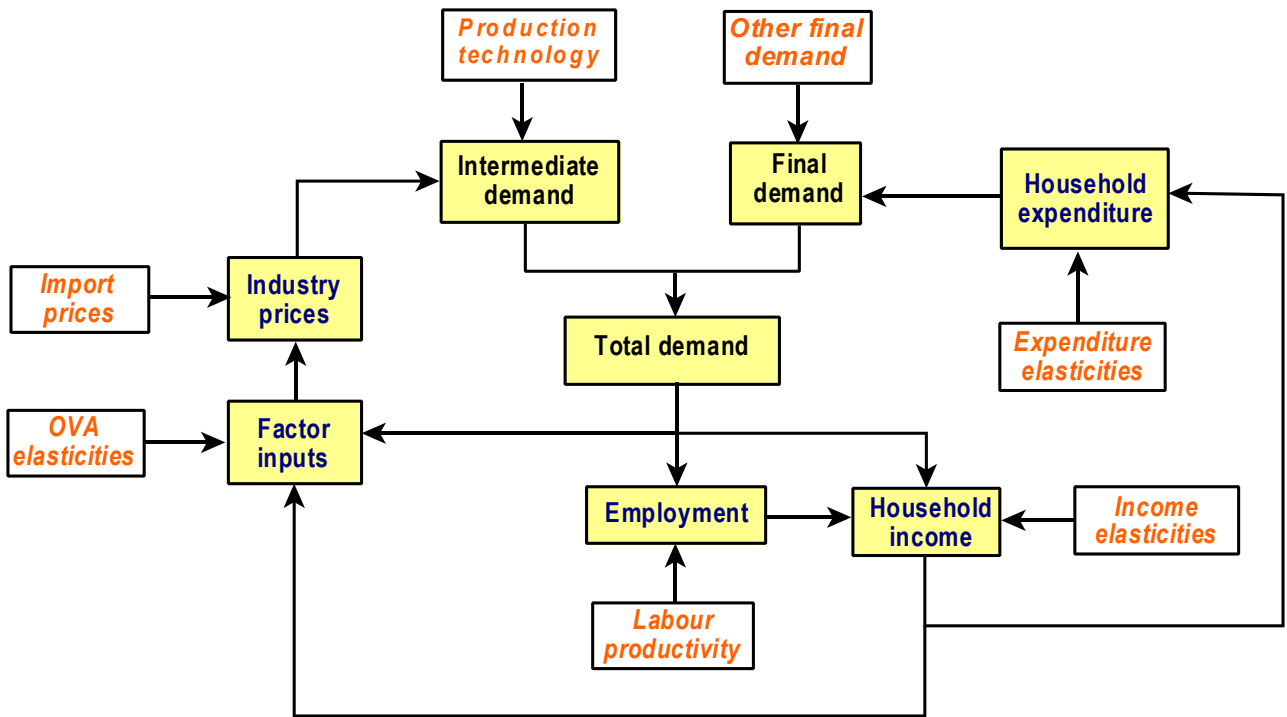 Production
technology
Other final
demand
Intermediate
demand
Final
demand
Household
expenditure
Import
prices
Industry
prices
Total demand
Expenditure
elasticities
OVA
elasticities
Factor
inputs
Employment
Household
income
Income
elasticities
Labour
productivity